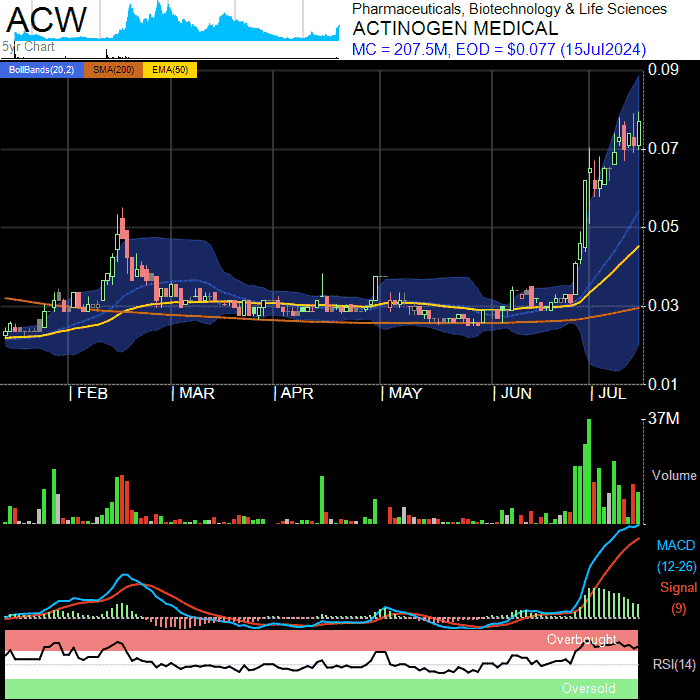 ACW
5yr Chart
Pharmaceuticals, Biotechnology & Life Sciences
ACTINOGEN MEDICAL
MC = 207.5M, EOD = $0.077 (15Jul2024)
BollBands(20,2) SMA(200) EMA(50)
0.09
0.07
0.05
0.03
0.01
FEB MAR APR MAY JUN JUL
37M
Volume
MACD
(12-26)
Signal
(9)
Overbought
RSI(14)
Oversold